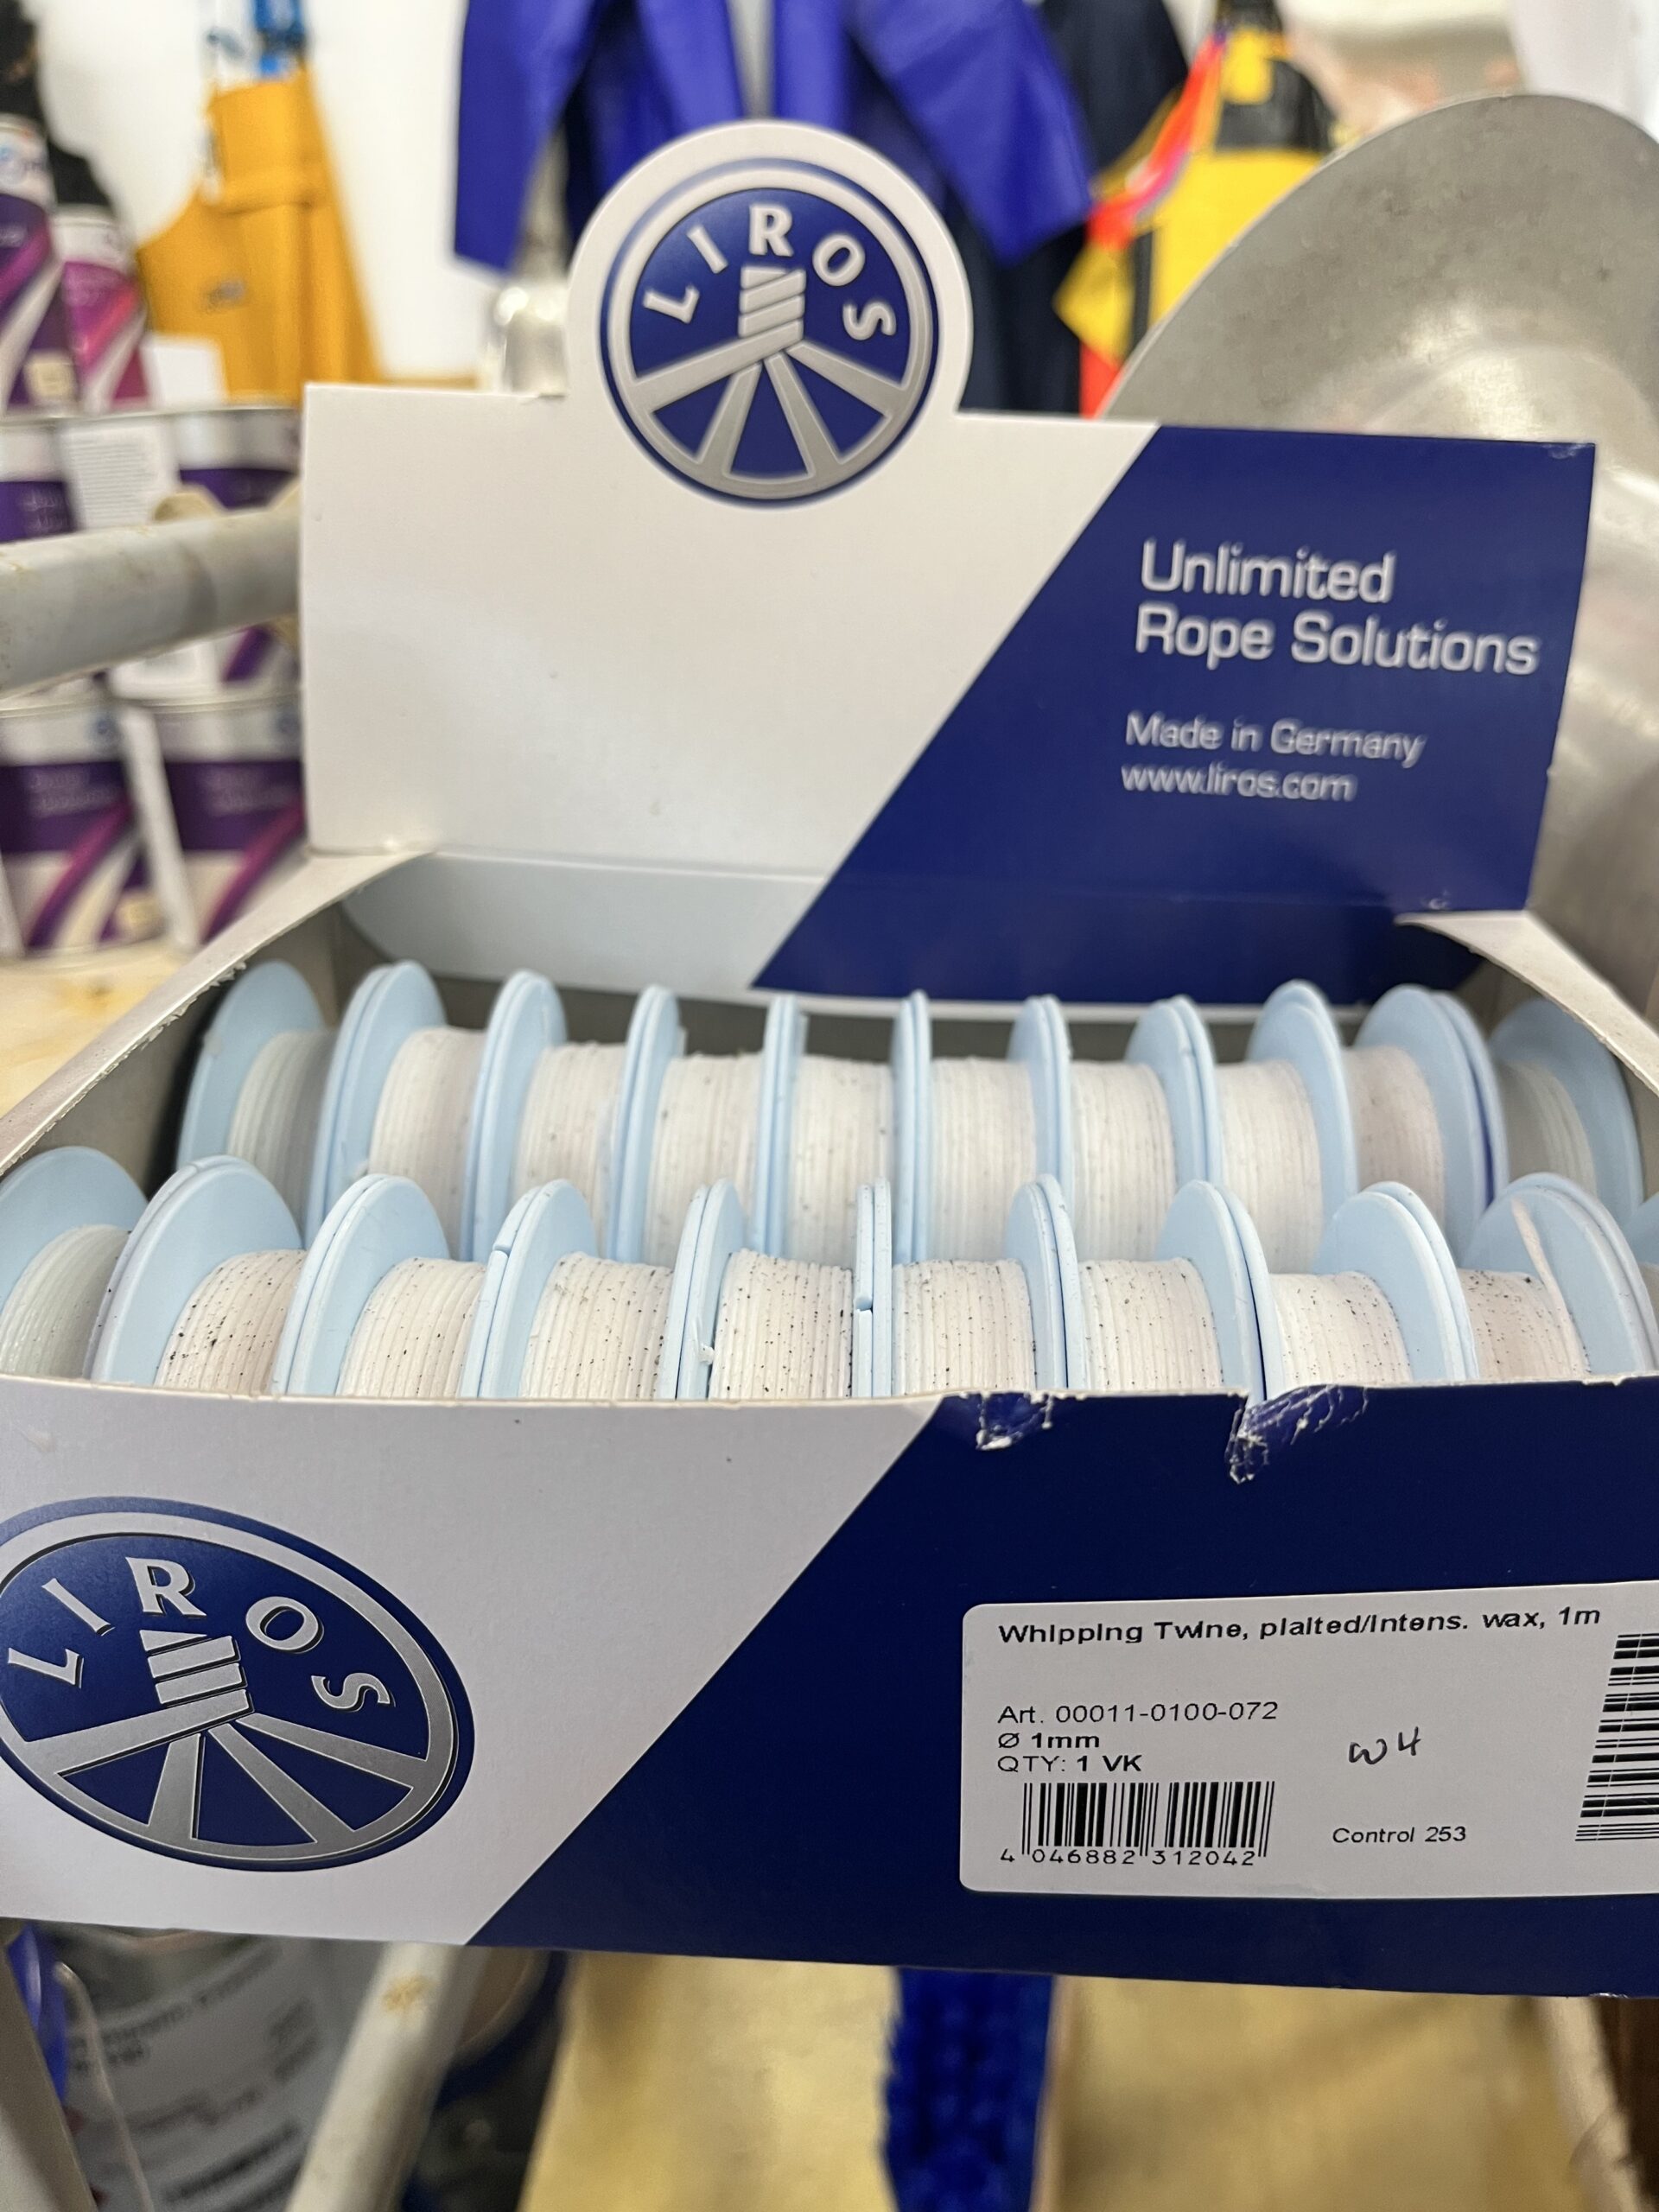 LIROS
Unlimited
Rope Solutions
Made in Germany
www.liros.com
LIROS
Whipping Twine, plaited/intens. wax, 1m
Art. 00011-0100-072
Ø 1mm
QTY: 1 VK
W4
4 046882 312042
Control 253